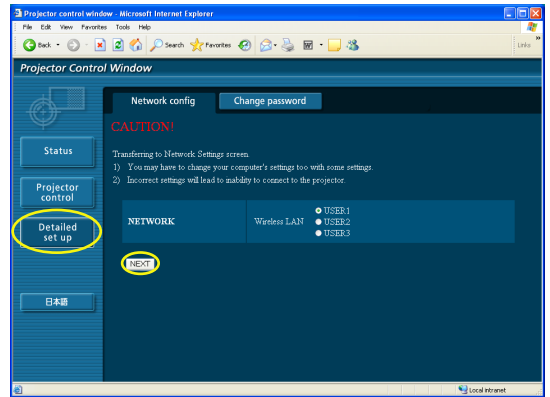 Projector control window - Microsoft Internet Explorer
File Edit View Favorites Tools Help
Back Search Favorites Links
Projector Control Window
Network config Change password
CAUTION!
Status
Transferring to Network Settings screen.
1) You may have to change your computer's settings too with some settings.
2) Incorrect settings will lead to inability to connect to the projector.
Projector
control
NETWORK Wireless LAN USER1
USER2
USER3
Detailed
set up
NEXT
日本語
Local intranet